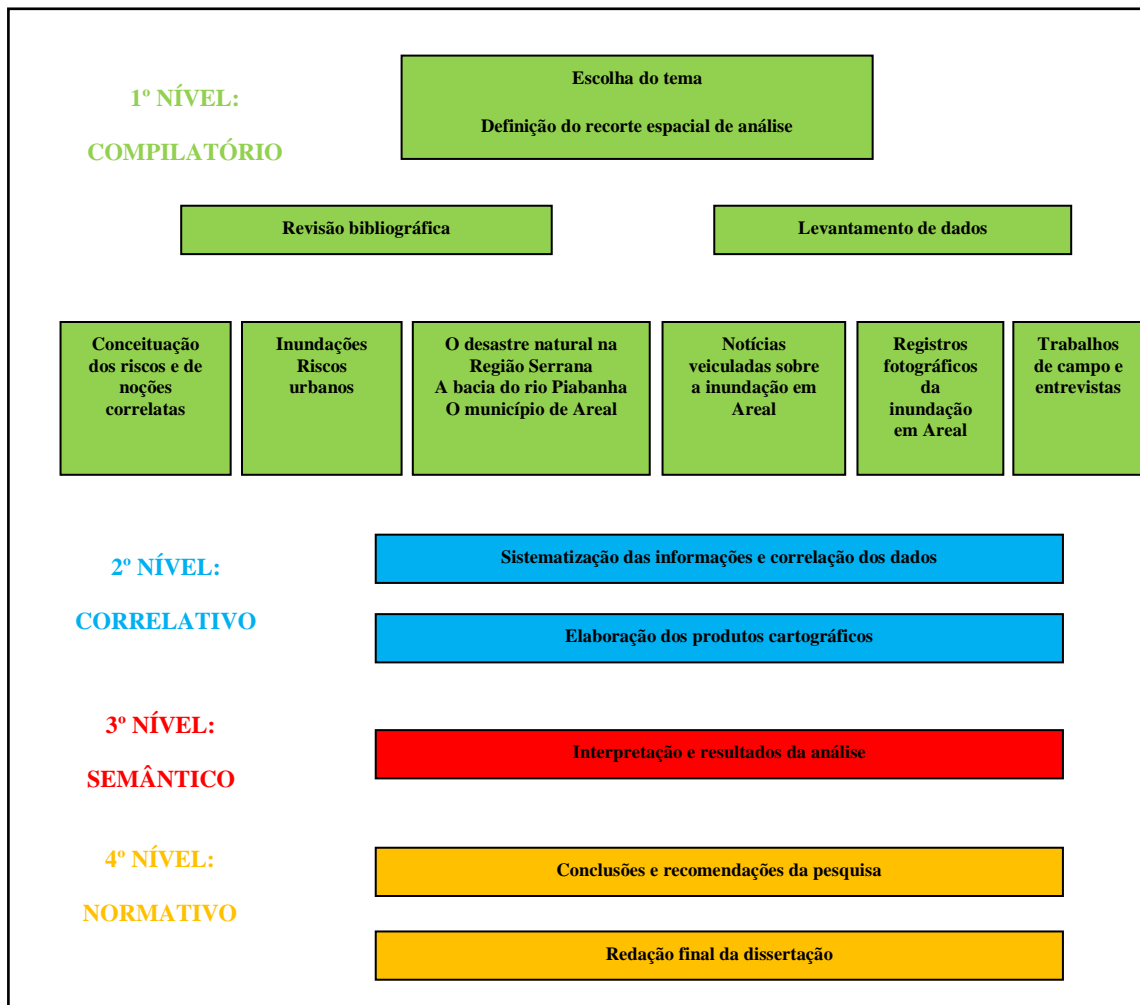 1º NÍVEL:
COMPILATÓRIO
Escolha do tema
Definição do recorte espacial de análise
Revisão bibliográfica
Levantamento de dados
Conceituação
dos riscos e de
noções
correlatas
Inundações
Riscos
urbanos
O desastre natural na
Região Serrana
A bacia do rio Piabanha
O município de Areal
Notícias
veiculadas sobre
a inundação em
Areal
Registros
fotográficos
da
inundação
em Areal
Trabalhos
de campo e
entrevistas
2º NÍVEL:
CORRELATIVO
Sistematização das informações e correlação dos dados
Elaboração dos produtos cartográficos
3º NÍVEL:
SEMÂNTICO
Interpretação e resultados da análise
4º NÍVEL:
NORMATIVO
Conclusões e recomendações da pesquisa
Redação final da dissertação